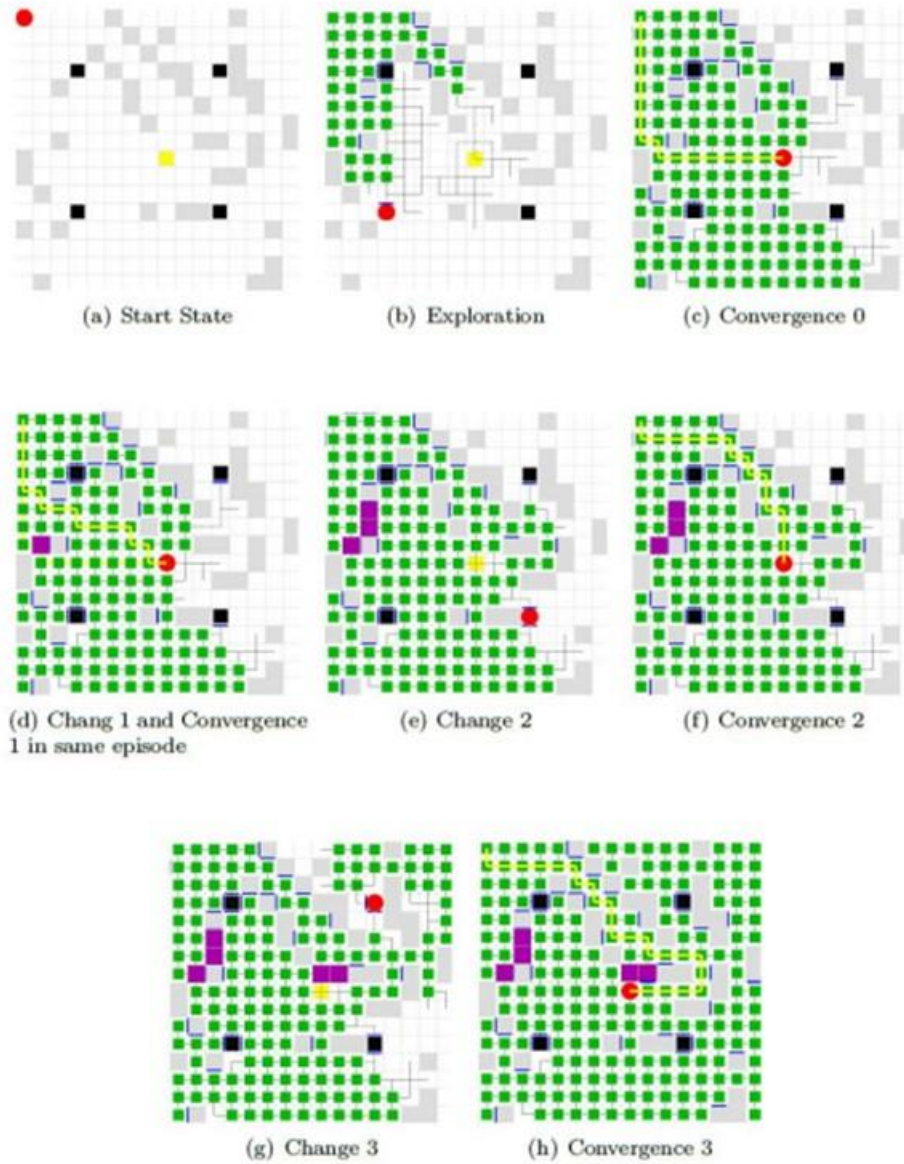 (a) Start State
(b) Exploration
(c) Convergence 0
(d) Chang 1 and Convergence
1 in same episode
(e) Change 2
(f) Convergence 2
(g) Change 3
(h) Convergence 3